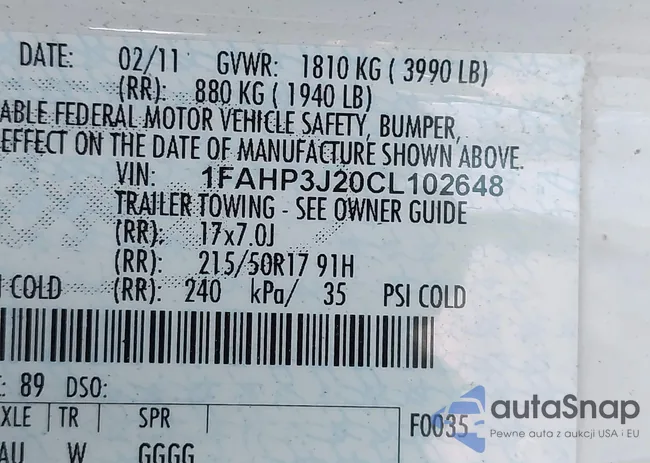 DATE: 02/11 GVWR: 1810 KG ( 3990 LB)
(RR): 880 KG ( 1940 LB)
ABLE FEDERAL MOTOR VEHICLE SAFETY, BUMPER,
EFFECT ON THE DATE OF MANUFACTURE SHOWN ABOVE.
VIN: 1FAHP3J20CL102648
TRAILER TOWING - SEE OWNER GUIDE
(RR): 17x7.0J
(RR): 215/50R17 91H
COLD (RR): 240 kPa/ 35 PSI COLD
: 89 DSO:
XLE TR SPR F0035
AU W GGGG
autaSnap
Pewne auta z aukcji USA i EU